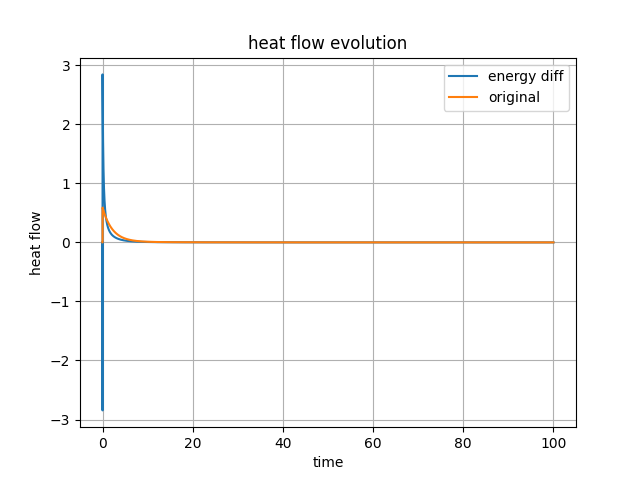 heat flow evolution
energy diff
original
3
2
1
0
−1
−2
−3
heat flow
0 20 40 60 80 100
time